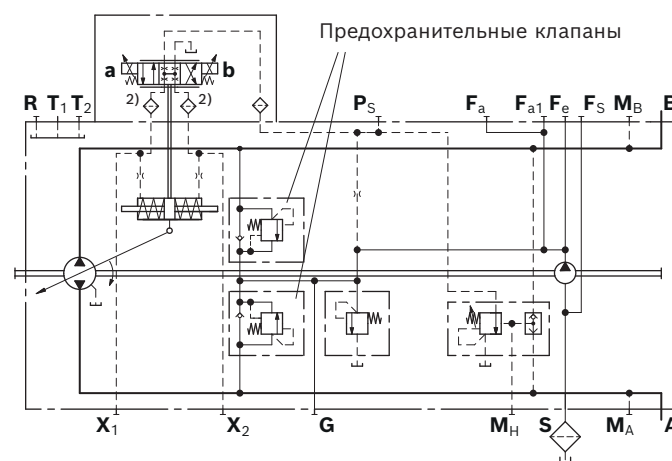 Предохранительные клапаны
a b
2) 2)
R T1 T2 PS Fa Fa1 Fe FS MB B
X1 X2 G MH S MA A